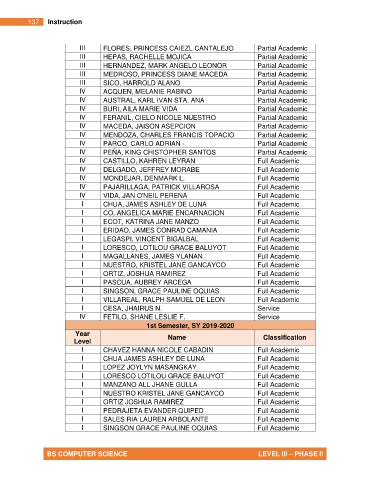 137 Instruction
III FLORES, PRINCESS CAIEZL CANTALEJO Partial Academic
III HEPAS, RACHELLE MOJICA Partial Academic
III HERNANDEZ, MARK ANGELO LEONOR Partial Academic
III MEDROSO, PRINCESS DIANE MACEDA Partial Academic
III SICO, HARROLD ALANO Partial Academic
IV ACQUEN, MELANIE RABINO Partial Academic
IV AUSTRAL, KARL IVAN STA. ANA Partial Academic
IV BURI, AILA MARIE VIDA Partial Academic
IV FERANIL, CIELO NICOLE NUESTRO Partial Academic
IV MACEDA, JAISON ASEPCION Partial Academic
IV MENDOZA, CHARLES FRANCIS TOPACIO Partial Academic
IV PARCO, CARLO ADRIAN - Partial Academic
IV PEÑA, KING CHISTOPHER SANTOS Partial Academic
IV CASTILLO, KAHREN LEYRAN Full Academic
IV DELGADO, JEFFREY MORABE Full Academic
IV MONDEJAR, DENMARK L. Full Academic
IV PAJARILLAGA, PATRICK VILLAROSA Full Academic
IV VIDA, JAN O'NEIL PERENA Full Academic
I CHUA, JAMES ASHLEY DE LUNA Full Academic
I CO, ANGELICA MARIE ENCARNACION Full Academic
I ECOT, KATRINA JANE MANZO Full Academic
I ERIDAO, JAMES CONRAD CAMANIA Full Academic
I LEGASPI, VINCENT BIGALBAL Full Academic
I LORESCO, LOTILOU GRACE BALUYOT Full Academic
I MAGALLANES, JAMES YLANAN Full Academic
I NUESTRO, KRISTEL JANE GANCAYCO Full Academic
I ORTIZ, JOSHUA RAMIREZ Full Academic
I PASCUA, AUBREY ARCEGA Full Academic
I SINGSON, GRACE PAULINE OQUIAS Full Academic
I VILLAREAL, RALPH SAMUEL DE LEON Full Academic
I CESA, JHAIRUS N. Service
IV FETILO, SHANE LESLIE F. Service
1st Semester, SY 2019-2020
Year Level Name Classification
I CHAVEZ HANNA NICOLE CABADIN Full Academic
I CHUA JAMES ASHLEY DE LUNA Full Academic
I LOPEZ JOYLYN MASANGKAY Full Academic
I LORESCO LOTILOU GRACE BALUYOT Full Academic
I MANZANO ALL JHANE GULLA Full Academic
I NUESTRO KRISTEL JANE GANCAYCO Full Academic
I ORTIZ JOSHUA RAMIREZ Full Academic
I PEDRAJETA EVANDER QUIPED Full Academic
I SALES RIA LAUREN ARBOLANTE Full Academic
I SINGSON GRACE PAULINE OQUIAS Full Academic
BS COMPUTER SCIENCE LEVEL III – PHASE II